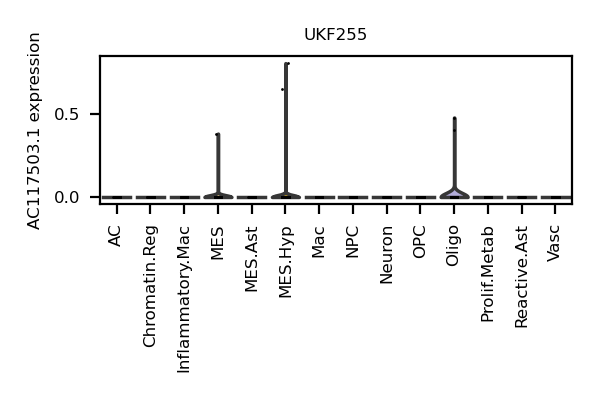 UKF255
AC117503.1 expression
0.5
0.0
AC
Chromatin.Reg
Inflammatory.Mac
MES
MES.Ast
MES.Hyp
Mac
NPC
Neuron
OPC
Oligo
Prolif.Metab
Reactive.Ast
Vasc